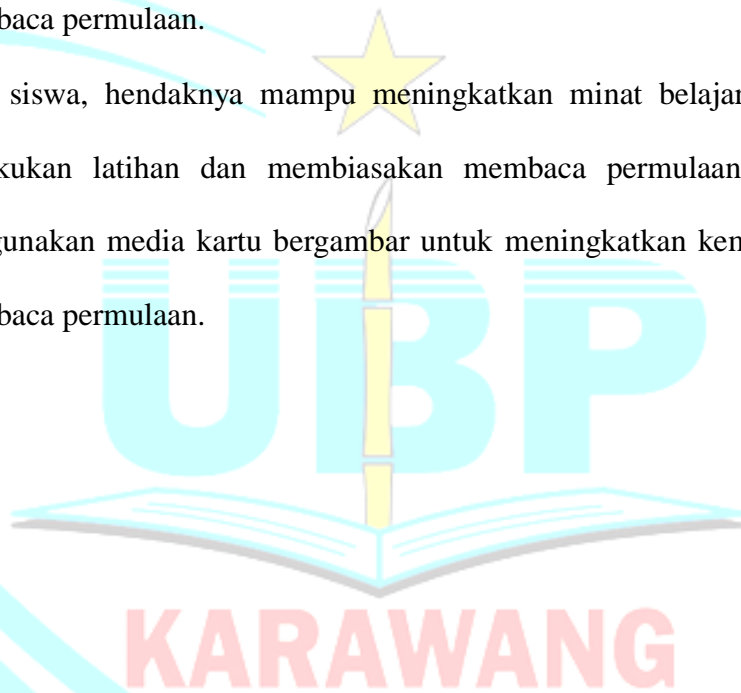 baca permulaan.
siswa, hendaknya mampu meningkatkan minat belajar
kukan latihan dan membiasakan membaca permulaan
gunakan media kartu bergambar untuk meningkatkan kem
baca permulaan.
UBP
KARAWANG